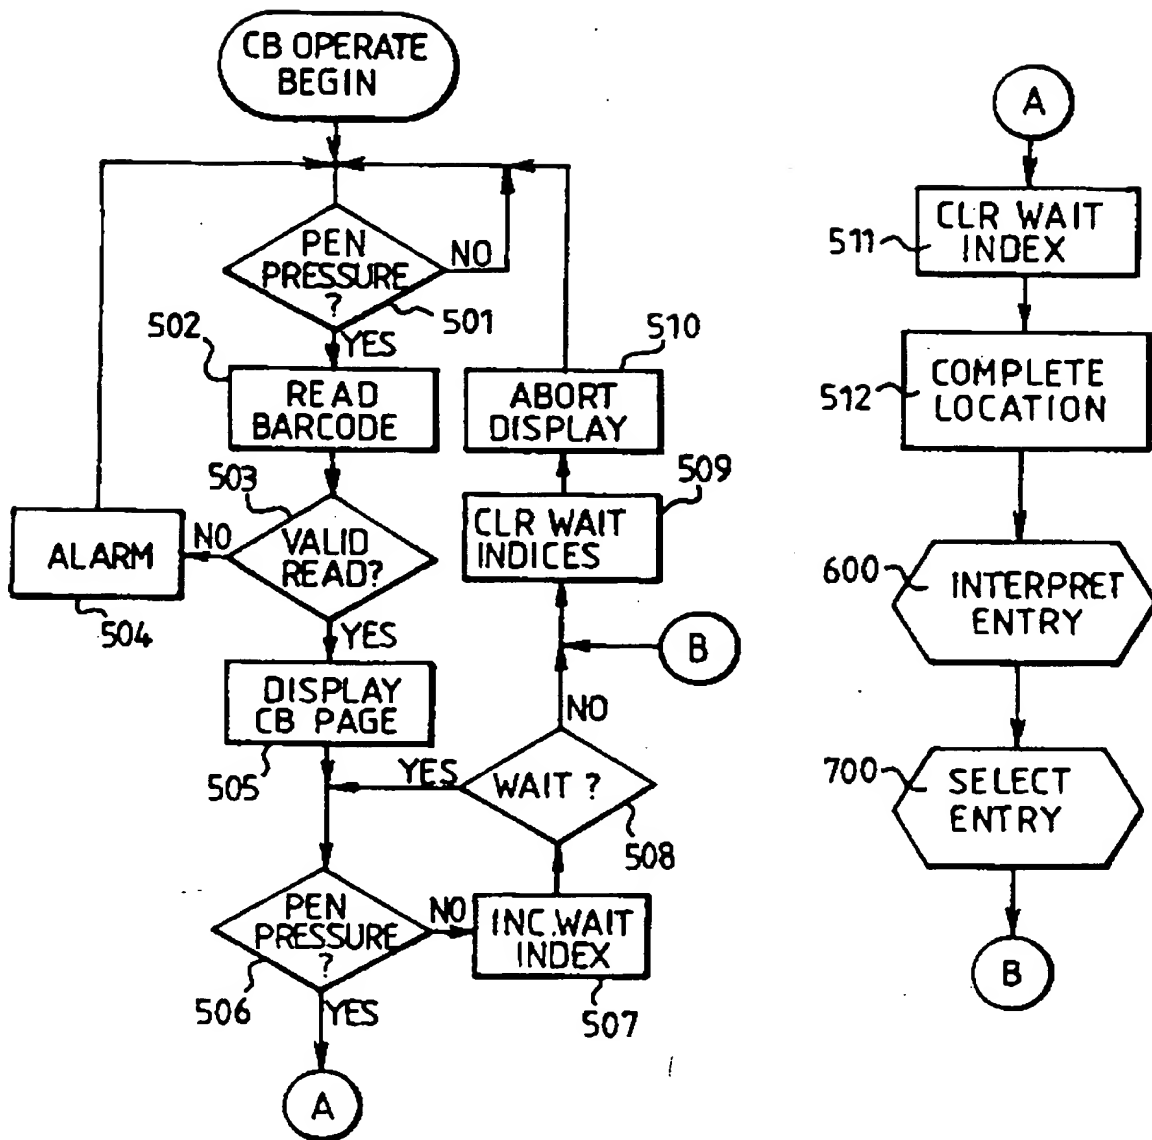 CB OPERATE
BEGIN
PEN
PRESSURE
?
NO
501
YES
502
READ
BARCODE
503
VALID
READ?
NO
ALARM
504
YES
DISPLAY
CB PAGE
505
PEN
PRESSURE
?
506
NO
YES
A
INC.WAIT
INDEX
507
WAIT ?
508
YES
NO
B
CLR WAIT
INDICES
509
ABORT
DISPLAY
510
A
CLR WAIT
INDEX
511
COMPLETE
LOCATION
512
INTERPRET
ENTRY
600
SELECT
ENTRY
700
B